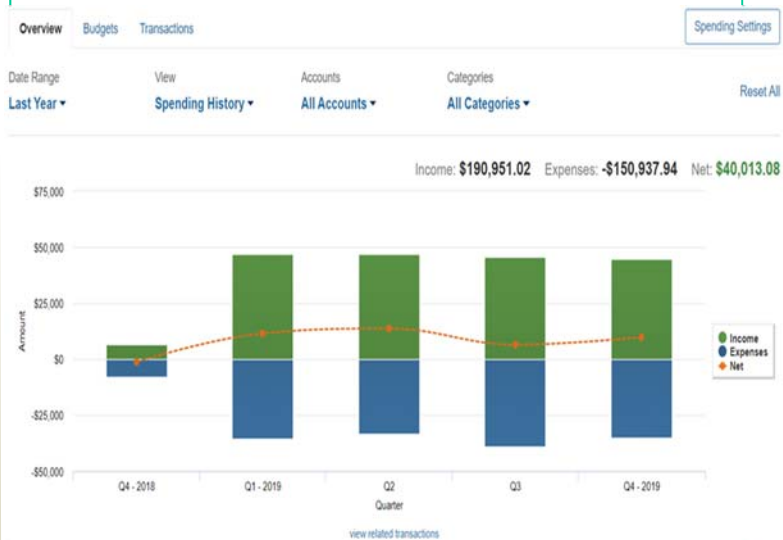 Overview Budgets Transactions Spending Settings
Date Range View Accounts Categories
Last Year Spending History All Accounts All Categories Reset All
Income: $190,951.02 Expenses: -$150,937.94 Net: $40,013.08
$75,000
$50,000
$25,000
$0
-$25,000
-$50,000
Amount
Income
Expenses
Net
Q4 - 2018 Q1 - 2019 Q2 Q3 Q4 - 2019
Quarter
view related transactions